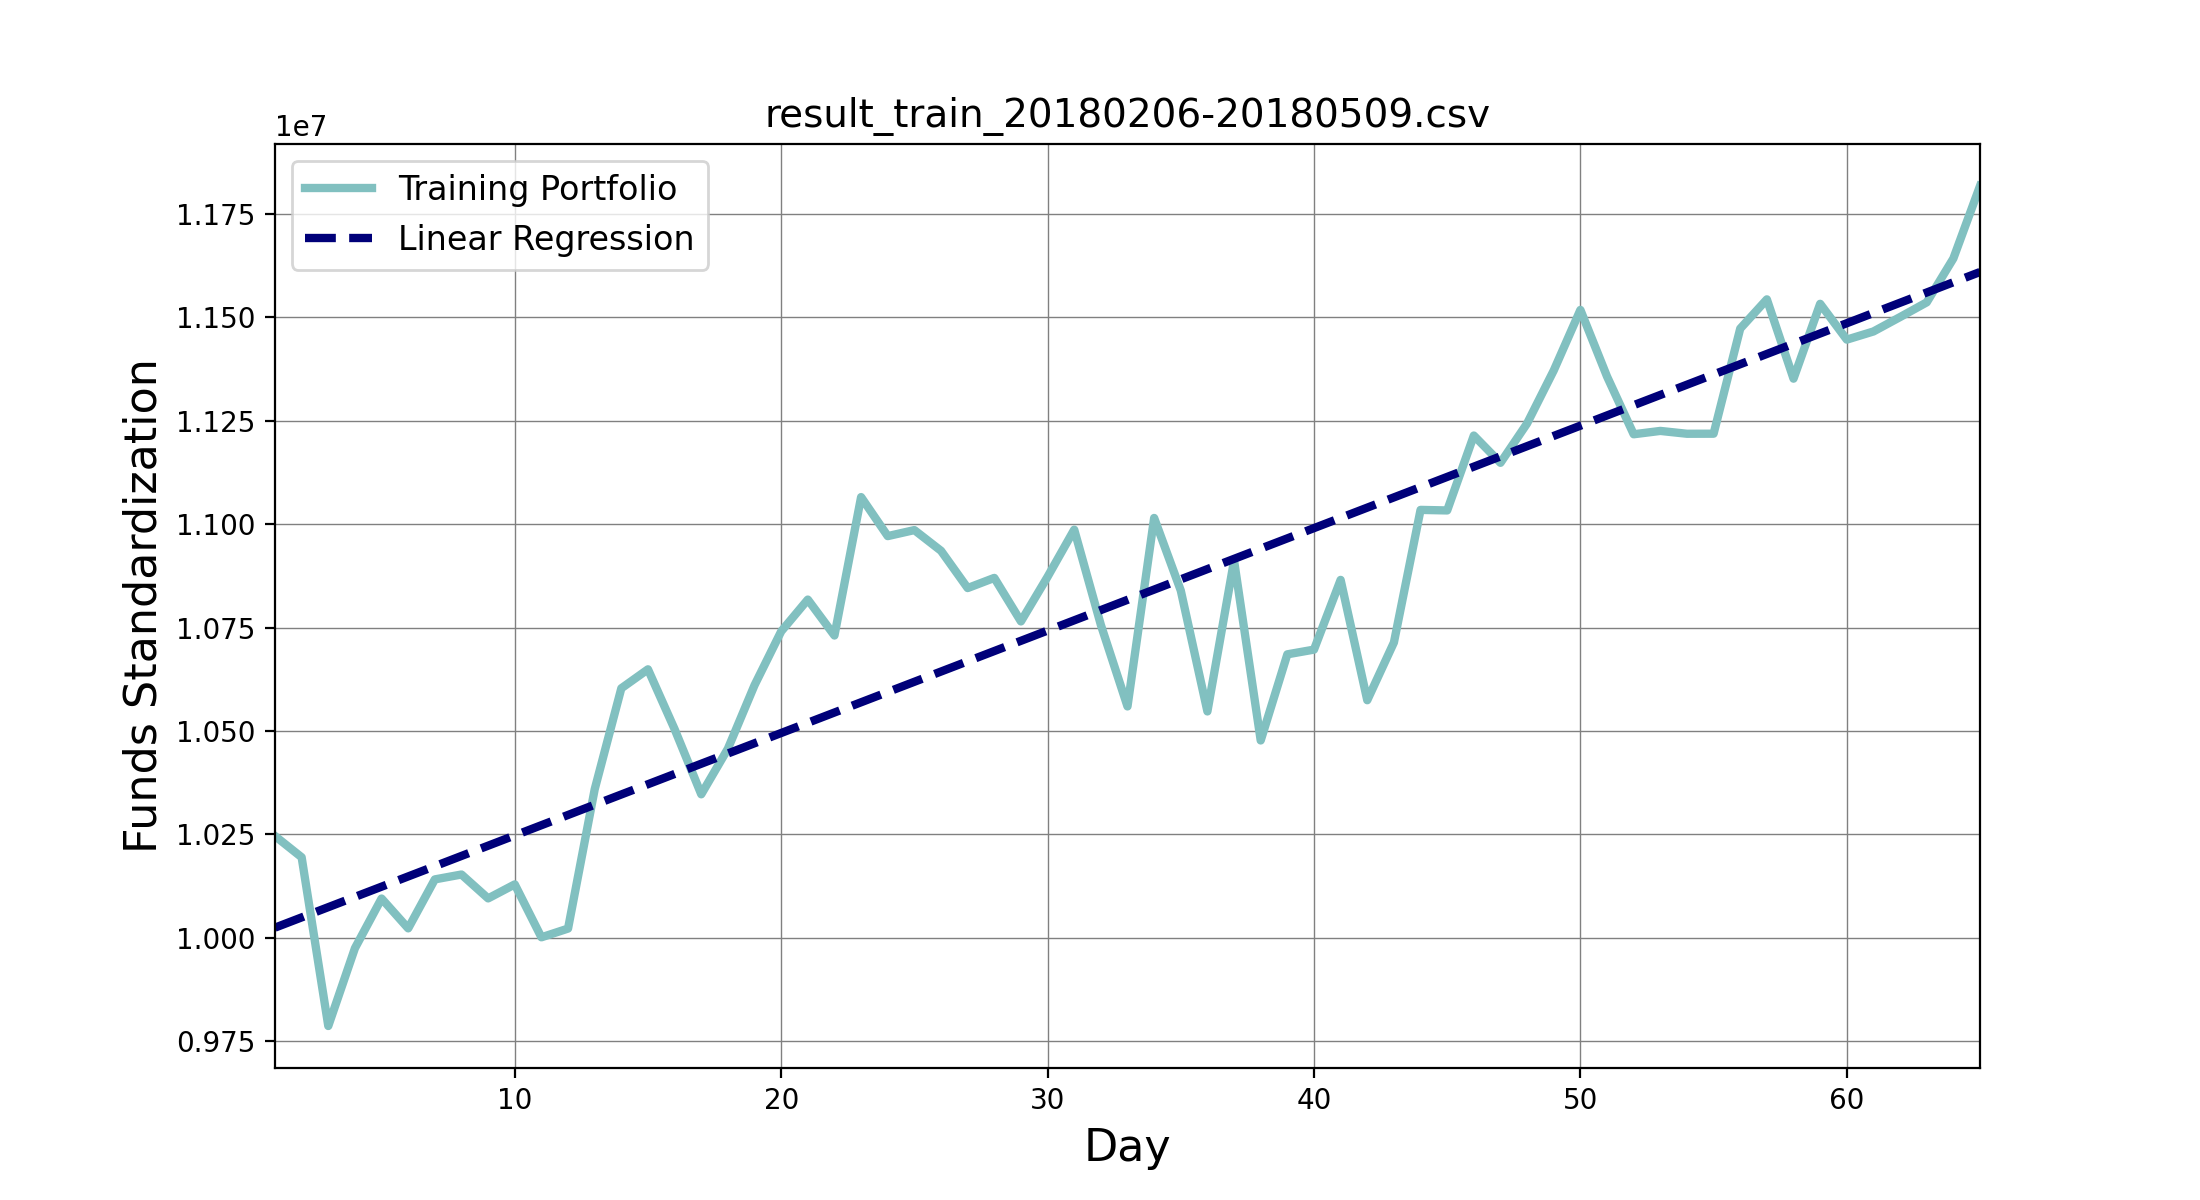 result_train_20180206-20180509.csv
1e7
Training Portfolio
Linear Regression
1.175
1.150
1.125
1.100
1.075
1.050
1.025
1.000
0.975
Funds Standardization
10 20 30 40 50 60
Day